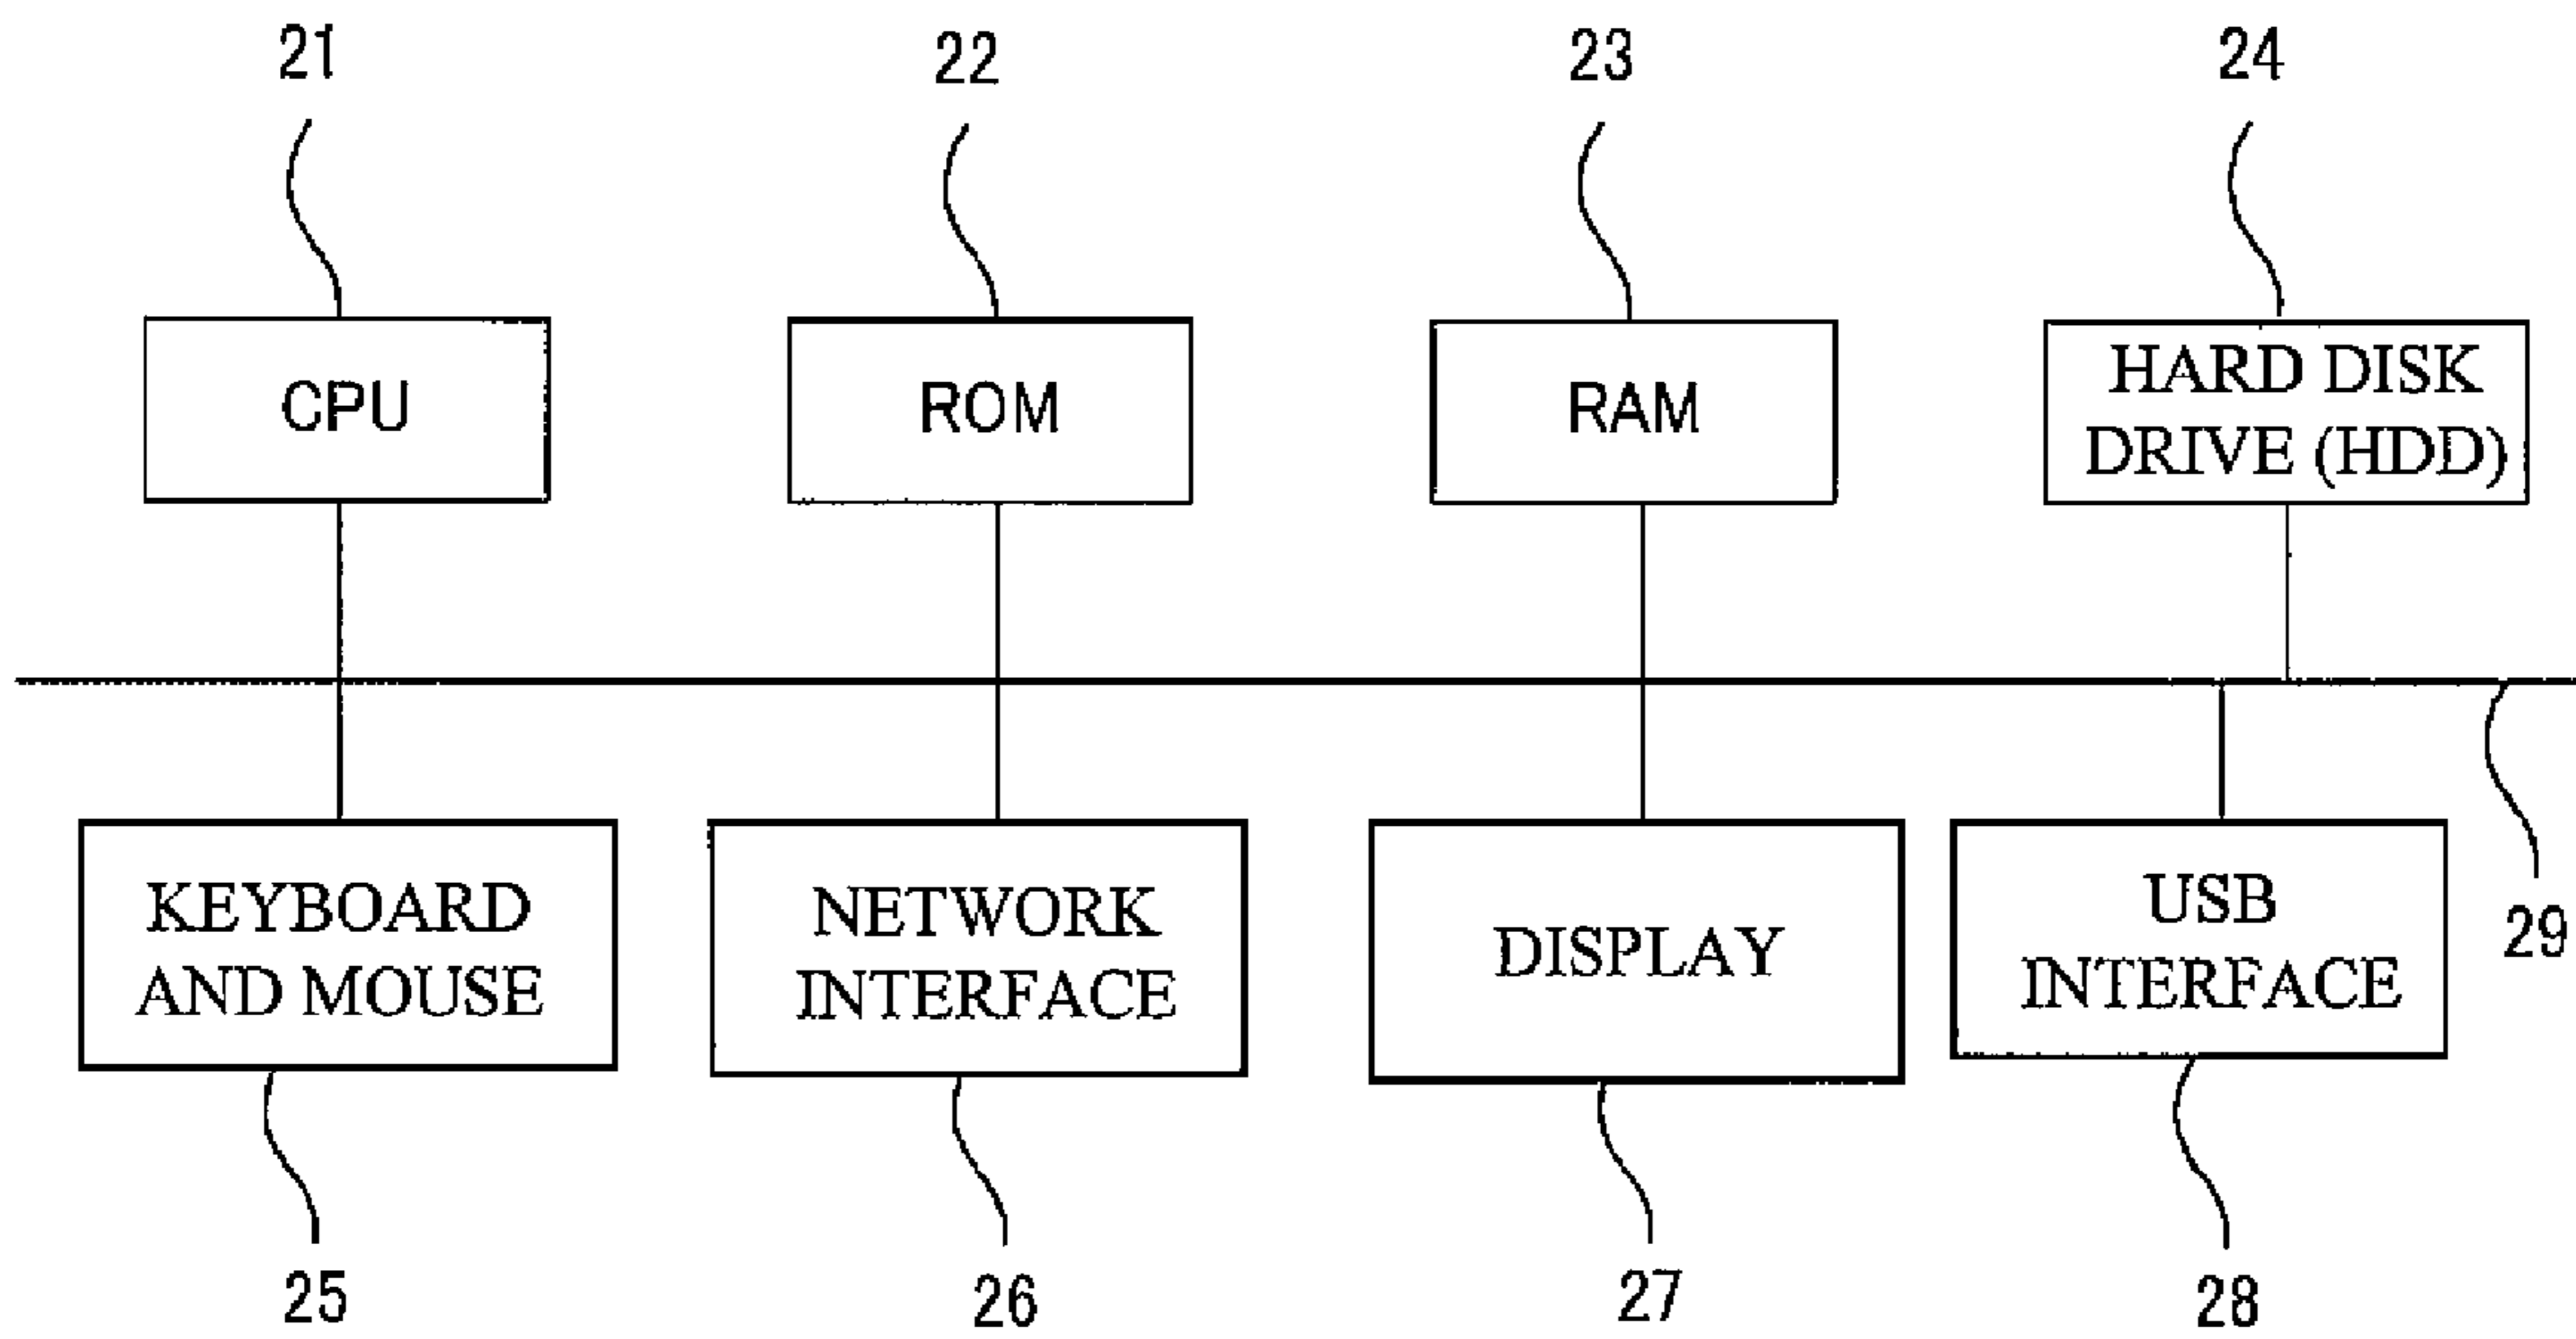 21
22
23
24
CPU
ROM
RAM
HARD DISK
DRIVE (HDD)
KEYBOARD
AND MOUSE
NETWORK
INTERFACE
DISPLAY
USB
INTERFACE
29
25
26
27
28